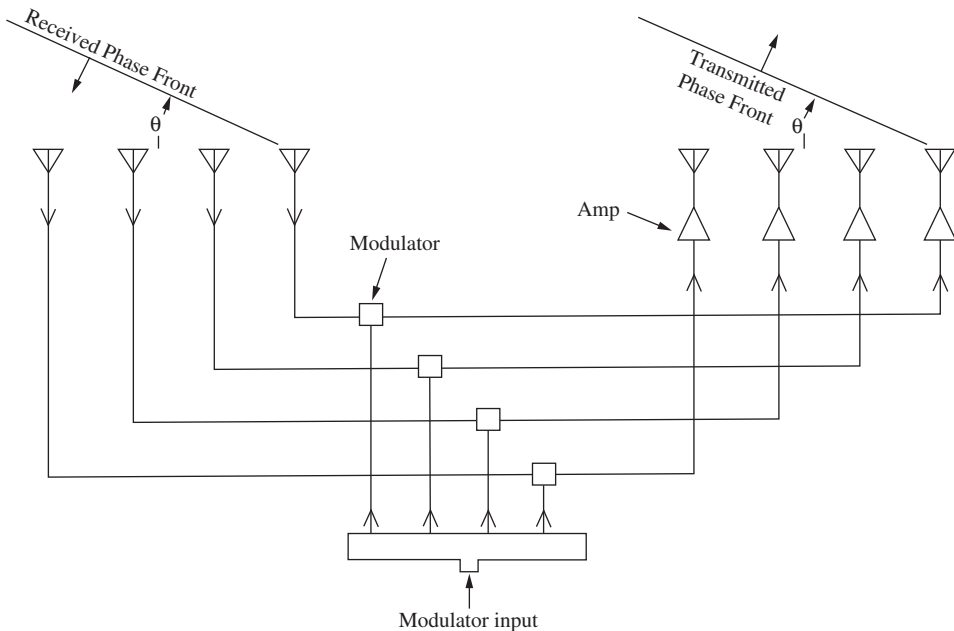 Received Phase Front
θ
Transmitted
Phase Front
θ
Amp
Modulator
Modulator input